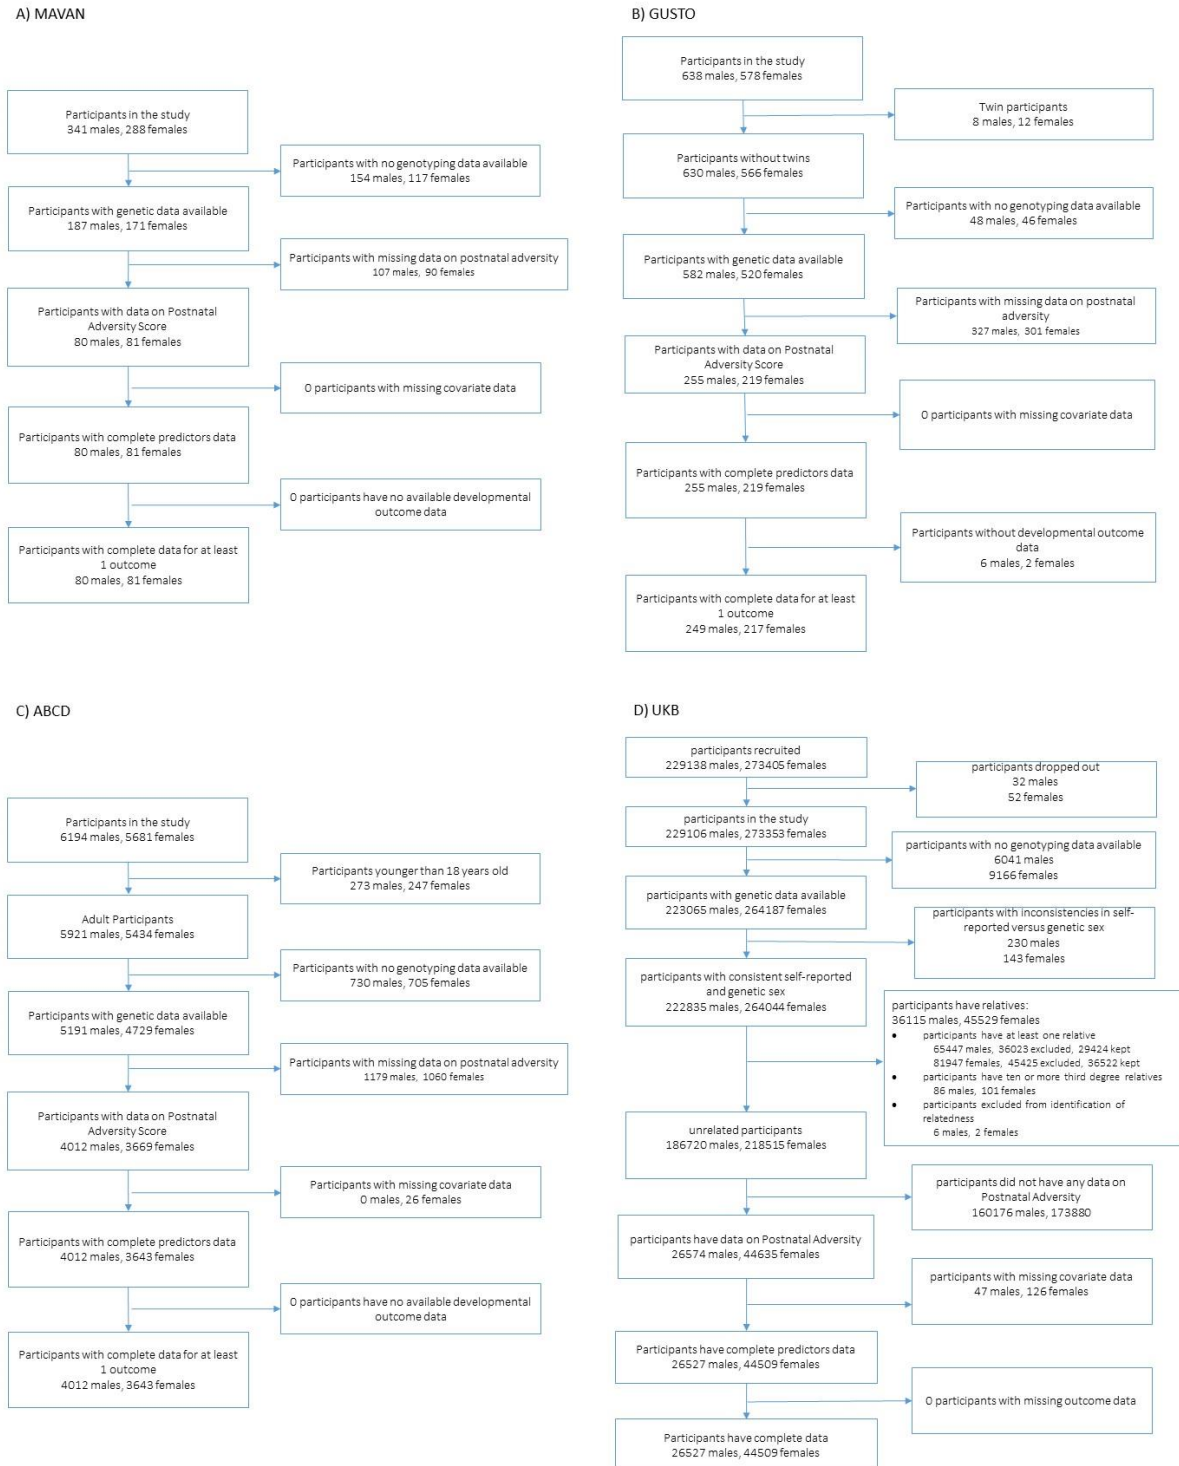 A) MAVAN
Participants in the study
341 males, 288 females
Participants with no genotyping data available
154 males, 117 females
Participants with genetic data available
187 males, 171 females
Participants with missing data on postnatal adversity
107 males, 90 females
Participants with data on Postnatal
Adversity Score
80 males, 81 females
0 participants with missing covariate data
Participants with complete predictors data
80 males, 81 females
0 participants have no available developmental
outcome data
Participants with complete data for at least
1 outcome
80 males, 81 females
B) GUSTO
Participants in the study
638 males, 578 females
Twin participants
8 males, 12 females
Participants without twins
630 males, 566 females
Participants with no genotyping data available
48 males, 46 females
Participants with genetic data available
582 males, 520 females
Participants with missing data on postnatal
adversity
327 males, 301 females
Participants with data on Postnatal
Adversity Score
255 males, 219 females
0 participants with missing covariate data
Participants with complete predictors data
255 males, 219 females
Participants without developmental outcome
data
6 males, 2 females
Participants with complete data for at least
1 outcome
249 males, 217 females
C) ABCD
Participants in the study
6194 males, 5681 females
Participants younger than 18 years old
273 males, 247 females
Adult Participants
5921 males, 5434 females
Participants with no genotyping data available
730 males, 705 females
Participants with genetic data available
5191 males, 4729 females
Participants with missing data on postnatal adversity
1179 males, 1060 females
Participants with data on Postnatal
Adversity Score
4012 males, 3669 females
Participants with missing covariate data
0 males, 26 females
Participants with complete predictors data
4012 males, 3643 females
0 participants have no available developmental
outcome data
Participants with complete data for at least
1 outcome
4012 males, 3643 females
D) UKB
participants recruited
229138 males, 273405 females
participants dropped out
32 males
52 females
participants in the study
229106 males, 273353 females
participants with no genotyping data available
6041 males
9166 females
participants with genetic data available
223065 males, 264187 females
participants with inconsistencies in self-
reported versus genetic sex
230 males
143 females
participants with consistent self-reported
and genetic sex
222835 males, 264044 females
participants have relatives:
36115 males, 45529 females
• participants have at least one relative
65447 males, 36023 excluded, 29424 kept
81947 females, 45425 excluded, 36522 kept
• participants have ten or more third degree relatives
86 males, 101 females
• participants excluded from identification of
relatedness
6 males, 2 females
unrelated participants
186720 males, 218515 females
participants did not have any data on
Postnatal Adversity
160176 males, 173880
participants have data on Postnatal Adversity
26574 males, 44635 females
participants with missing covariate data
47 males, 126 females
Participants have complete predictors data
26527 males, 44509 females
0 participants with missing outcome data
Participants have complete data
26527 males, 44509 females